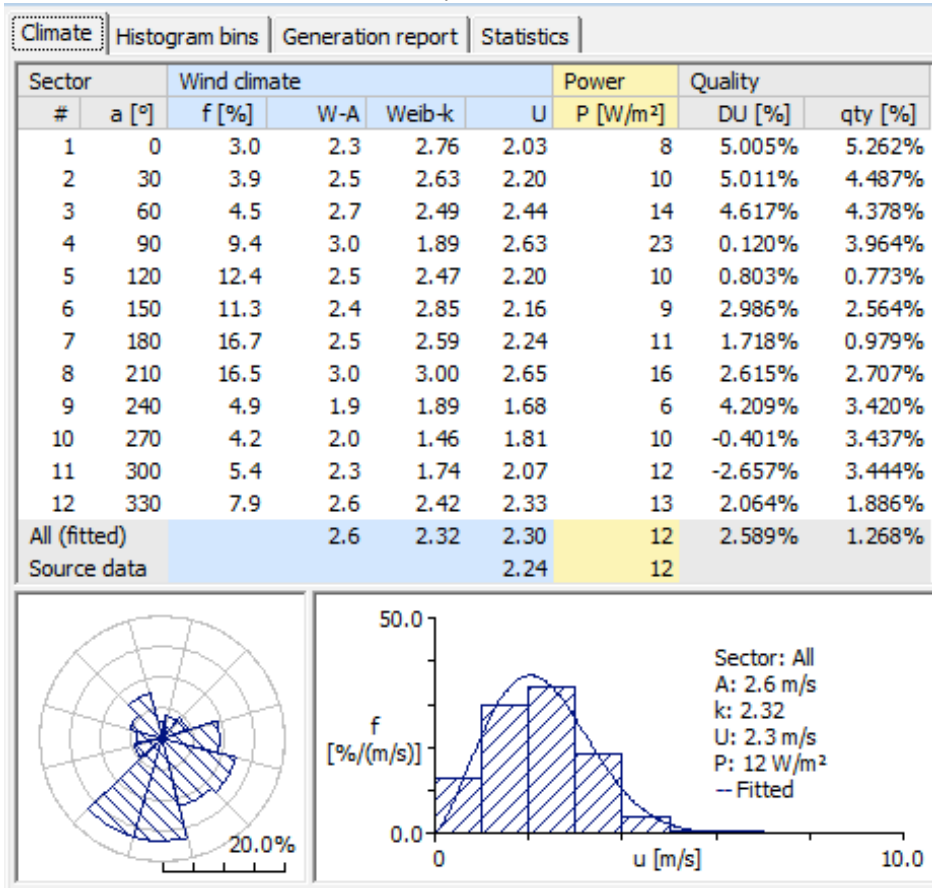 Climate Histogram bins Generation report Statistics
Sector Wind climate Power Quality
# a [°] f [%] W-A Weib-k U P [W/m²] DU [%] qty [%]
1 0 3.0 2.3 2.76 2.03 8 5.005% 5.262%
2 30 3.9 2.5 2.63 2.20 10 5.011% 4.487%
3 60 4.5 2.7 2.49 2.44 14 4.617% 4.378%
4 90 9.4 3.0 1.89 2.63 23 0.120% 3.964%
5 120 12.4 2.5 2.47 2.20 10 0.803% 0.773%
6 150 11.3 2.4 2.85 2.16 9 2.986% 2.564%
7 180 16.7 2.5 2.59 2.24 11 1.718% 0.979%
8 210 16.5 3.0 3.00 2.65 16 2.615% 2.707%
9 240 4.9 1.9 1.89 1.68 6 4.209% 3.420%
10 270 4.2 2.0 1.46 1.81 10 -0.401% 3.437%
11 300 5.4 2.3 1.74 2.07 12 -2.657% 3.444%
12 330 7.9 2.6 2.42 2.33 13 2.064% 1.886%
All (fitted) 2.6 2.32 2.30 12 2.589% 1.268%
Source data 2.24 12
20.0%
50.0
f
[%/(m/s)]
0.0
0 u [m/s] 10.0
Sector: All
A: 2.6 m/s
k: 2.32
U: 2.3 m/s
P: 12 W/m²
-- Fitted